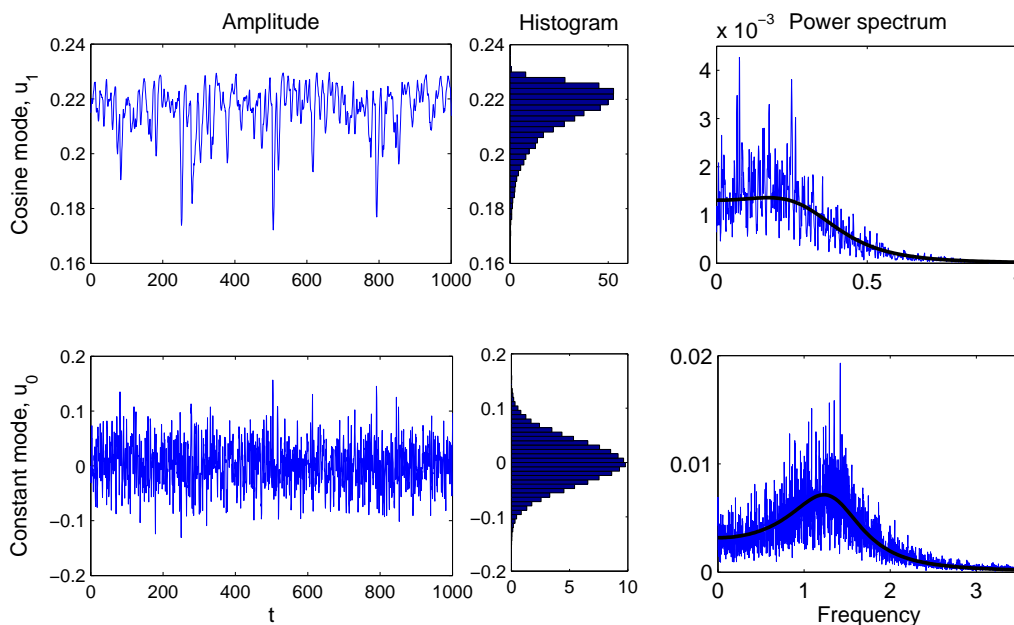 Amplitude
Histogram
Power spectrum
Cosine mode, u1
0.24
0.22
0.2
0.18
0.16
0 200 400 600 800 1000
0.24
0.22
0.2
0.18
0.16
0 50
x 10−3
4
3
2
1
0
0 0.5 1
Constant mode, u0
0.2
0.1
0
−0.1
−0.2
0 200 400 600 800 1000
t
0.2
0.1
0
−0.1
−0.2
0 5 10
0.02
0.01
0
0 1 2 3
Frequency